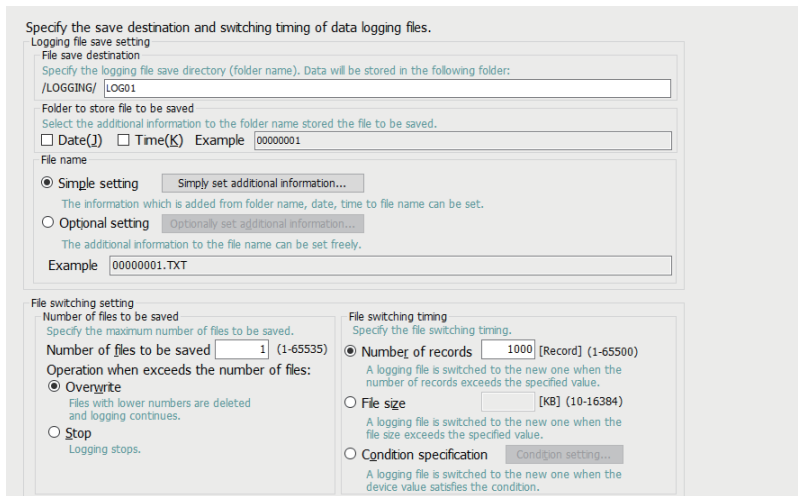 Specify the save destination and switching timing of data logging files.
Logging file save setting
File save destination
Specify the logging file save directory (folder name). Data will be stored in the following folder:
/LOGGING/ LOG01
Folder to store file to be saved
Select the additional information to the folder name stored the file to be saved.
Date(J) Time(K) Example 00000001
File name
Simple setting Simply set additional information...
The information which is added from folder name, date, time to file name can be set.
Optional setting Optionally set additional information...
The additional information to the file name can be set freely.
Example 00000001.TXT
File switching setting
Number of files to be saved
Specify the maximum number of files to be saved.
Number of files to be saved 1 (1-65535)
Operation when exceeds the number of files:
Overwrite
Files with lower numbers are deleted
and logging continues.
Stop
Logging stops.
File switching timing
Specify the file switching timing.
Number of records 1000 [Record] (1-65500)
A logging file is switched to the new one when the
number of records exceeds the specified value.
File size [KB] (10-16384)
A logging file is switched to the new one when the
file size exceeds the specified value.
Condition specification Condition setting...
A logging file is switched to the new one when the
device value satisfies the condition.